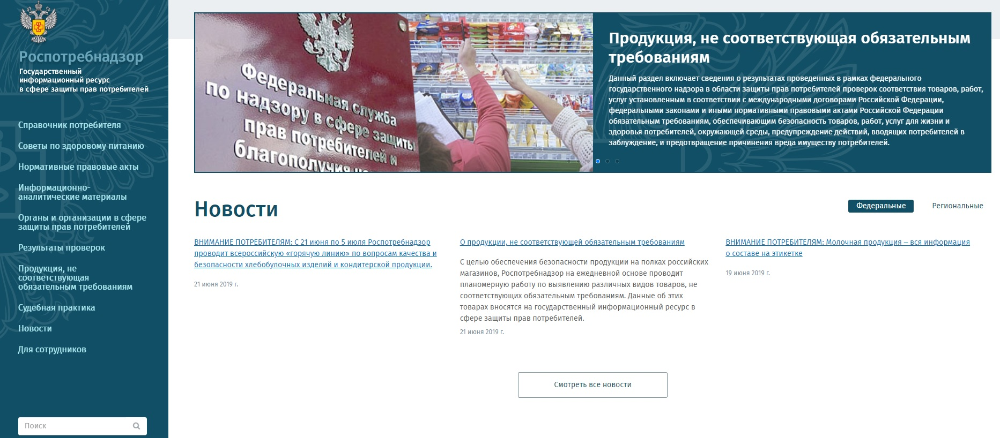 Роспотребнадзор
Государственный
информационный ресурс
в сфере защиты прав потребителей
Справочник потребителя
Советы по здоровому питанию
Нормативные правовые акты
Информационно-
аналитические материалы
Органы и организации в сфере
защиты прав потребителей
Результаты проверок
Продукция, не
соответствующая
обязательным требованиям
Судебная практика
Новости
Для сотрудников
Поиск
Федеральная служба
по надзору в сфере защиты
прав потребителей и
благополучия
Продукция, не соответствующая обязательным
требованиям
Данный раздел включает сведения о результатах проведенных в рамках федерального
государственного надзора в области защиты прав потребителей проверок соответствия товаров, работ,
услуг установленным в соответствии с международными договорами Российской Федерации,
федеральными законами и иными нормативными правовыми актами Российской Федерации
обязательным требованиям, обеспечивающим безопасность товаров, работ, услуг для жизни и
здоровья потребителей, окружающей среды, предупреждение действий, вводящих потребителей в
заблуждение, и предотвращение причинения вреда имуществу потребителей.
Новости
Федеральные
Региональные
ВНИМАНИЕ ПОТРЕБИТЕЛЯМ: С 21 июня по 5 июля Роспотребнадзор
проводит всероссийскую «горячую линию» по вопросам качества и
безопасности хлебобулочных изделий и кондитерской продукции.
21 июня 2019 г.
О продукции, не соответствующей обязательным требованиям
С целью обеспечения безопасности продукции на полках российских
магазинов, Роспотребнадзор на ежедневной основе проводит
планомерную работу по выявлению различных видов товаров, не
соответствующих обязательным требованиям. Данные об этих
товарах вносятся на государственный информационный ресурс в
сфере защиты прав потребителей.
21 июня 2019 г.
ВНИМАНИЕ ПОТРЕБИТЕЛЯМ: Молочная продукция – вся информация
о составе на этикетке
19 июня 2019 г.
Смотреть все новости